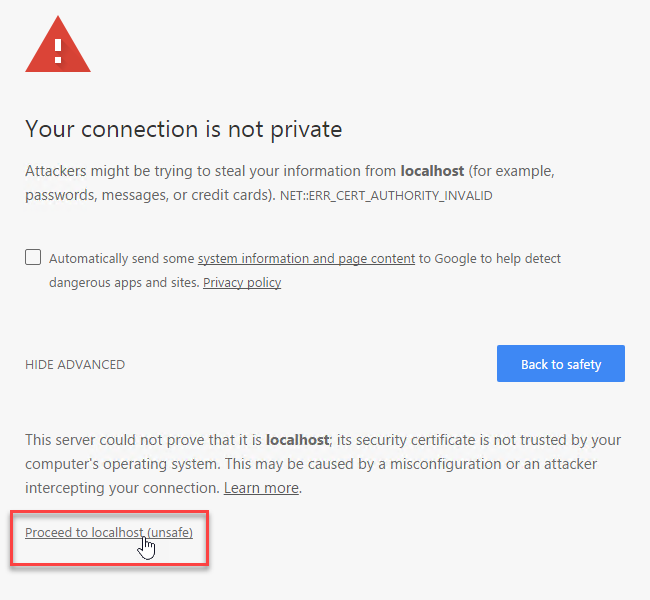 Your connection is not private
Attackers might be trying to steal your information from localhost (for example,
passwords, messages, or credit cards). NET::ERR_CERT_AUTHORITY_INVALID
Automatically send some system information and page content to Google to help detect
dangerous apps and sites. Privacy policy
HIDE ADVANCED
Back to safety
This server could not prove that it is localhost; its security certificate is not trusted by your
computer's operating system. This may be caused by a misconfiguration or an attacker
intercepting your connection. Learn more.
Proceed to localhost (unsafe)